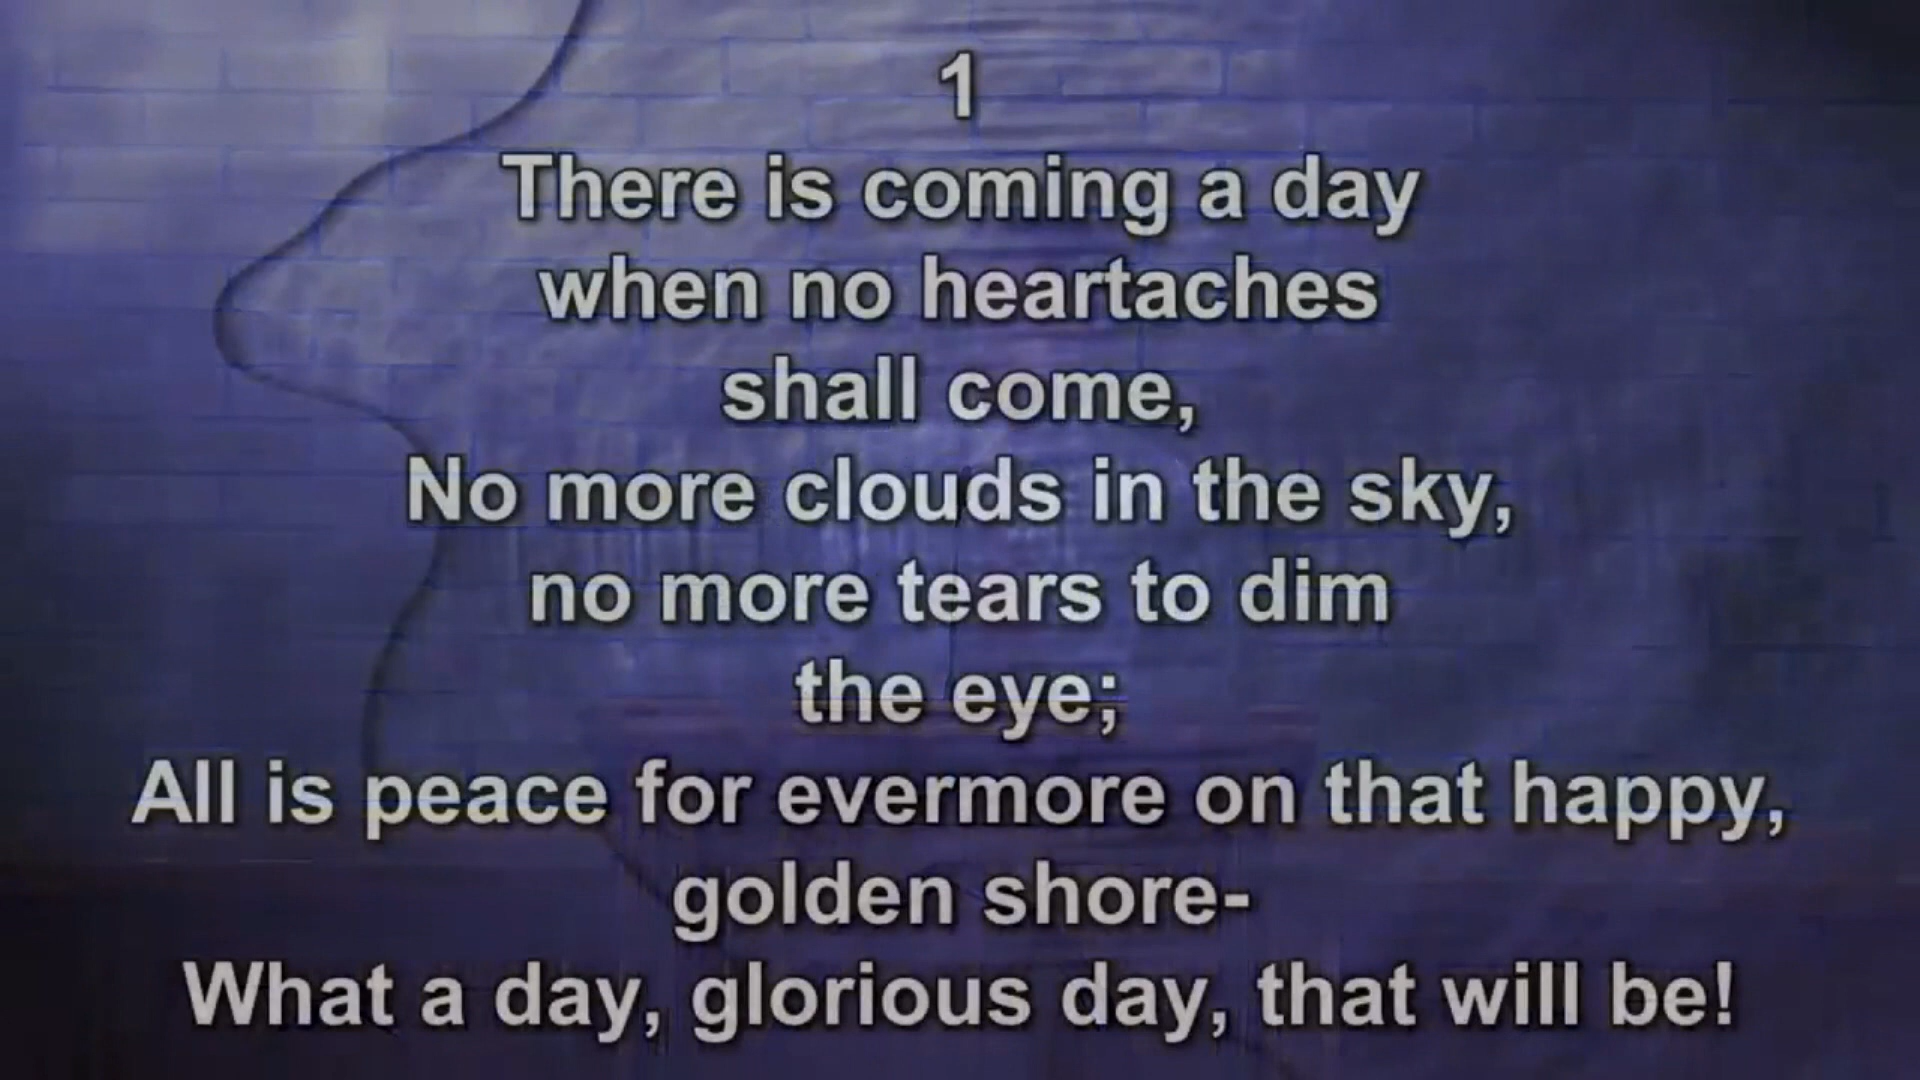 1
There is coming a day
when no heartaches
shall come,
No more clouds in the sky,
no more tears to dim
the eye;
All is peace for evermore on that happy,
golden shore-
What a day, glorious day, that will be!